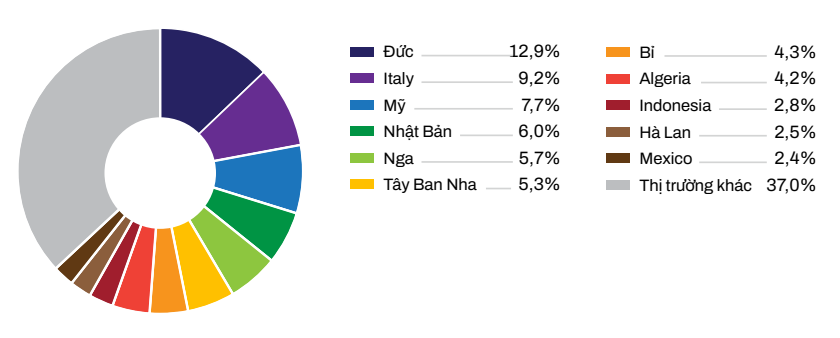 Đức 12,9%
Italy 9,2%
Mỹ 7,7%
Nhật Bản 6,0%
Nga 5,7%
Tây Ban Nha 5,3%
Bỉ 4,3%
Algeria 4,2%
Indonesia 2,8%
Hà Lan 2,5%
Mexico 2,4%
Thị trường khác 37,0%